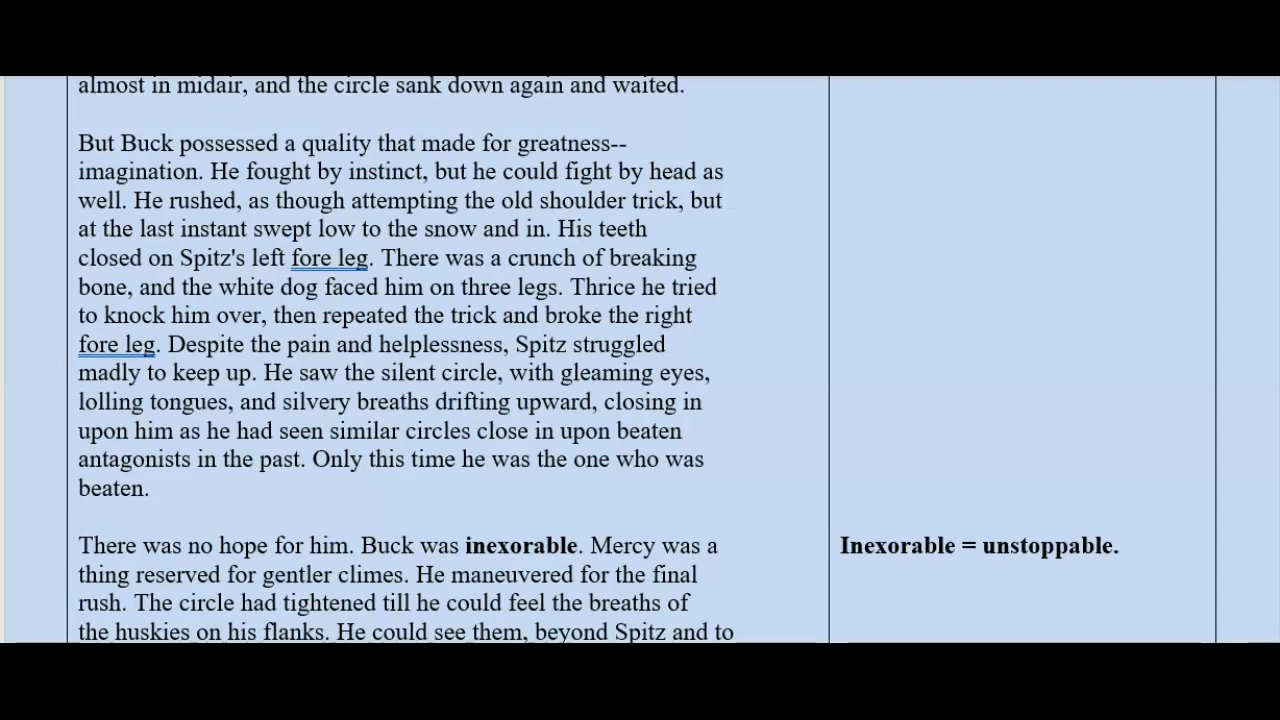 almost in midair, and the circle sank down again and waited.
But Buck possessed a quality that made for greatness--
imagination. He fought by instinct, but he could fight by head as
well. He rushed, as though attempting the old shoulder trick, but
at the last instant swept low to the snow and in. His teeth
closed on Spitz's left fore leg. There was a crunch of breaking
bone, and the white dog faced him on three legs. Thrice he tried
to knock him over, then repeated the trick and broke the right
fore leg. Despite the pain and helplessness, Spitz struggled
madly to keep up. He saw the silent circle, with gleaming eyes,
lolling tongues, and silvery breaths drifting upward, closing in
upon him as he had seen similar circles close in upon beaten
antagonists in the past. Only this time he was the one who was
beaten.
There was no hope for him. Buck was inexorable. Mercy was a
Inexorable = unstoppable.
thing reserved for gentler climes. He maneuvered for the final
rush. The circle had tightened till he could feel the breaths of
the huskies on his flanks. He could see them, beyond Spitz and to